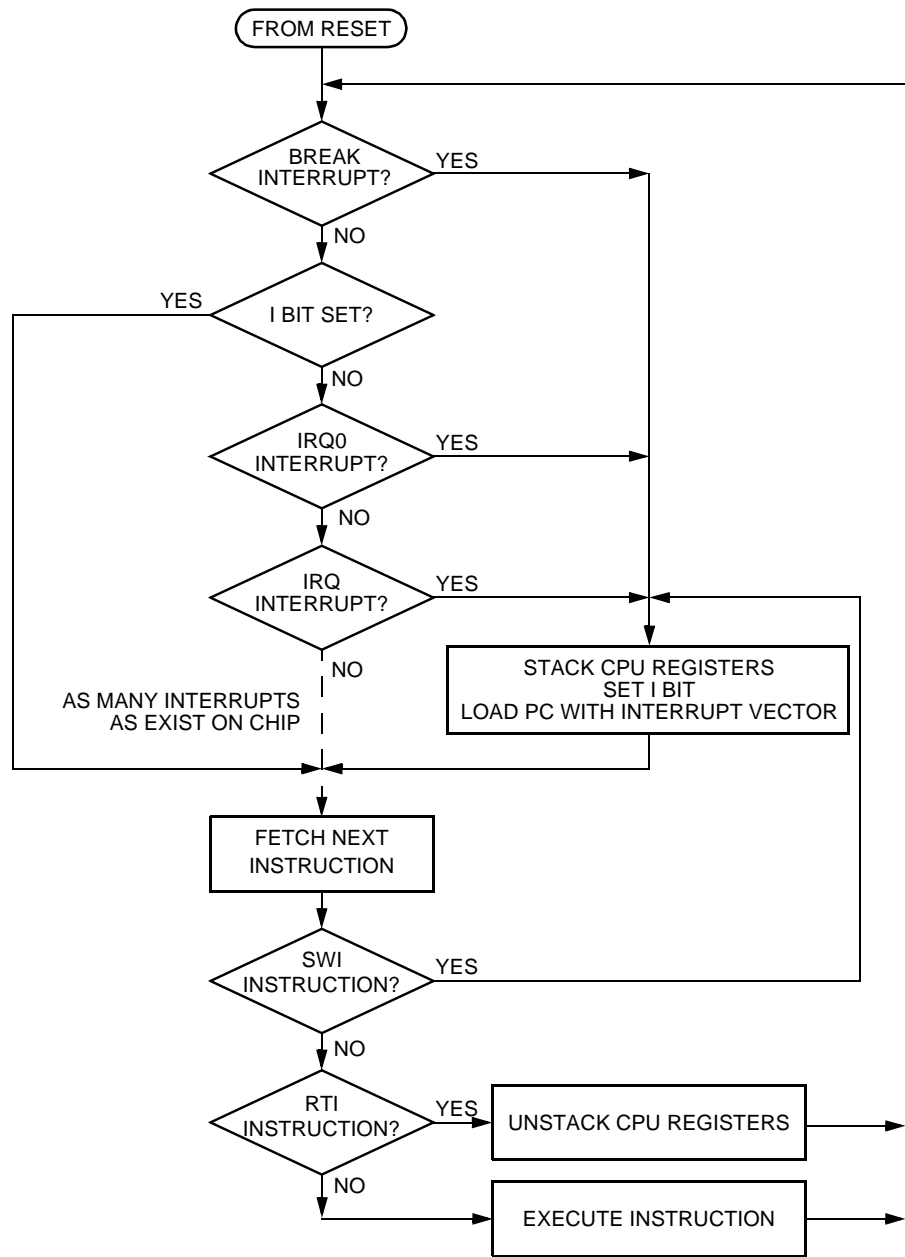 FROM RESET
BREAK
INTERRUPT?
YES
NO
YES
I BIT SET?
NO
IRQ0
INTERRUPT?
YES
NO
IRQ
INTERRUPT?
YES
NO
STACK CPU REGISTERS
SET I BIT
LOAD PC WITH INTERRUPT VECTOR
AS MANY INTERRUPTS
AS EXIST ON CHIP
FETCH NEXT
INSTRUCTION
SWI
INSTRUCTION?
YES
NO
RTI
INSTRUCTION?
YES
UNSTACK CPU REGISTERS
NO
EXECUTE INSTRUCTION